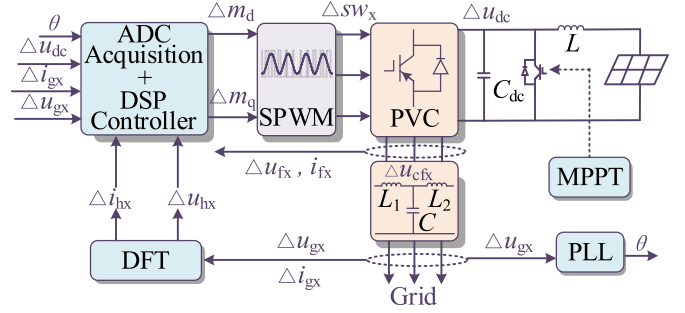 θ
△u_dc
△i_gx
△u_gx
ADC
Acquisition
+
DSP
Controller
△m_d
△m_q
SPWM
△sw_x
PVC
△u_dc
L
C_dc
MPPT
△u_fx , i_fx
△u_cfx
L_1
L_2
C
△i_hx
△u_hx
DFT
△u_gx
△i_gx
△u_gx
PLL
θ
Grid